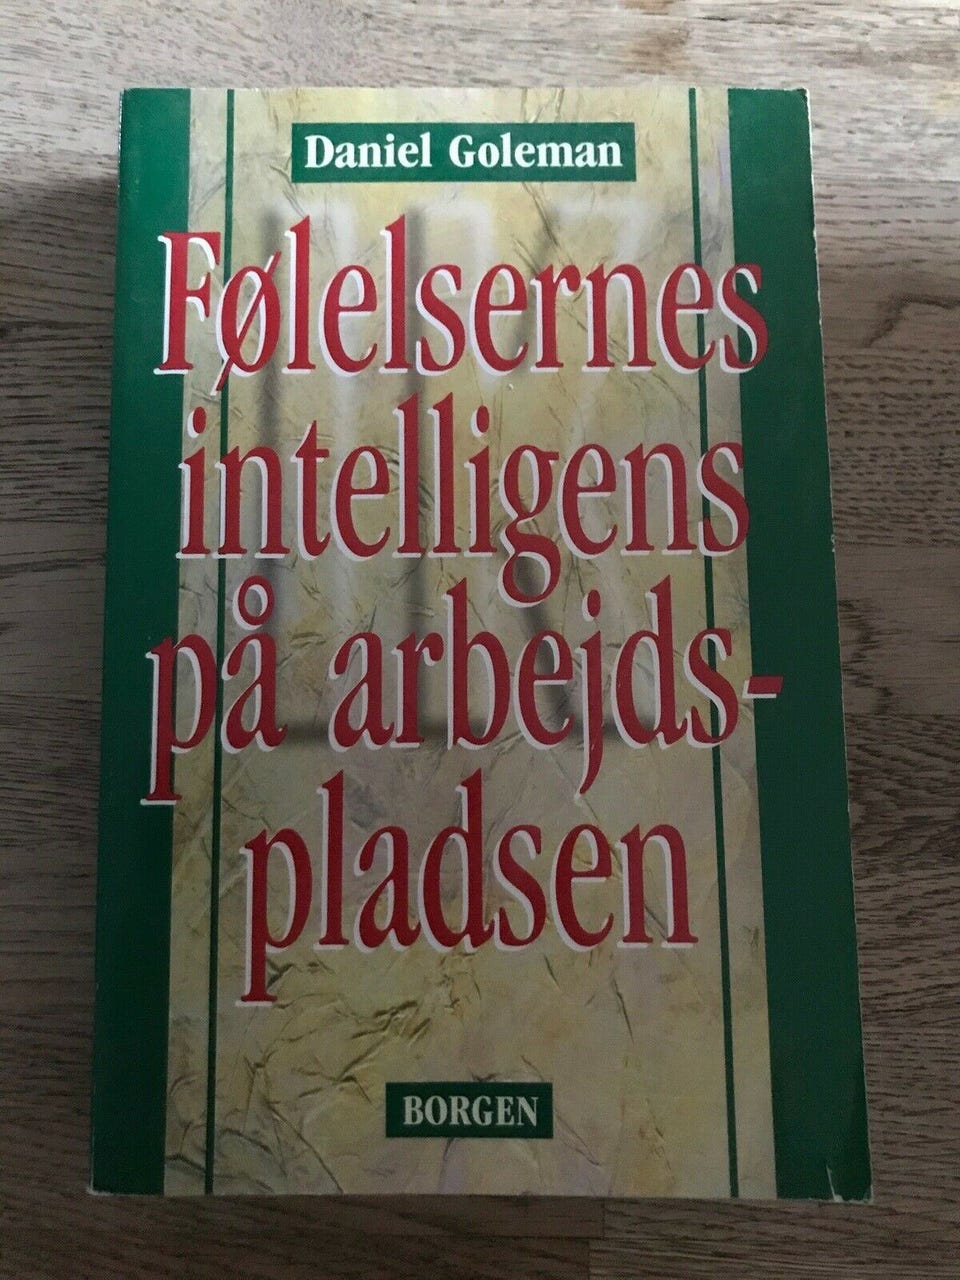 Daniel Goleman
Følelsernes
intelligens
på arbejds-
pladsen
BORGEN